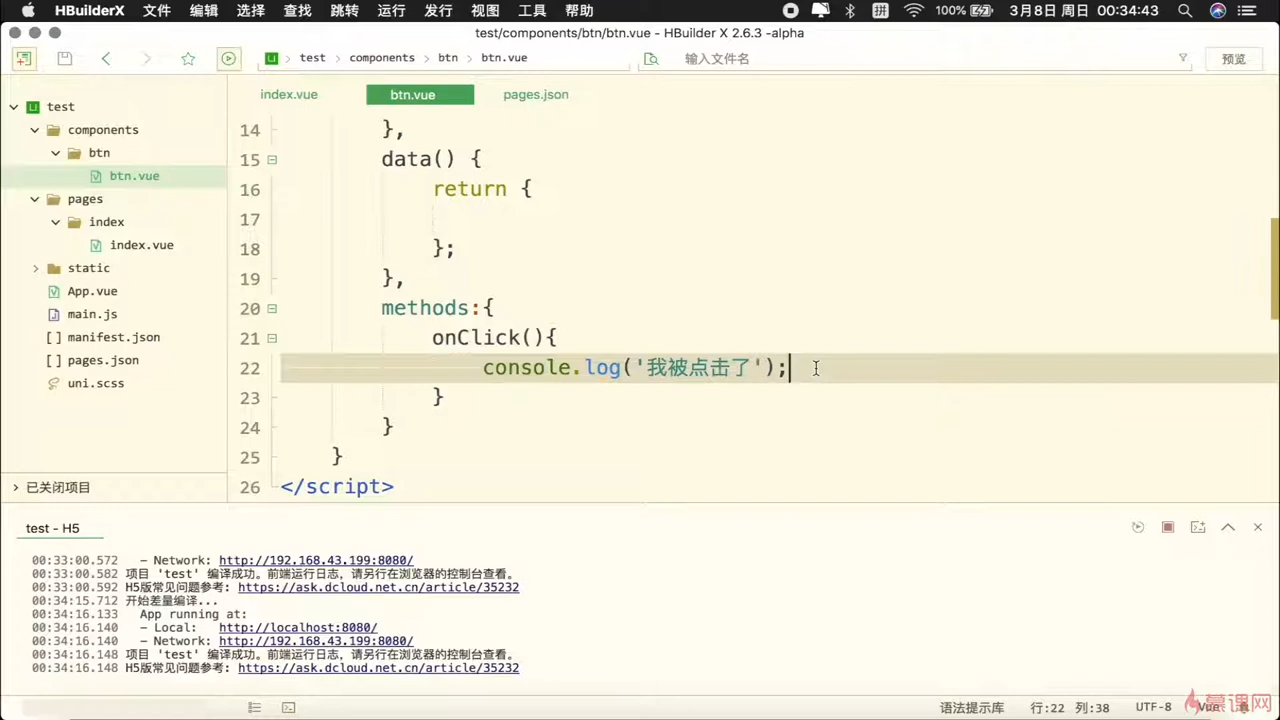 HBuilderX 文件 编辑 选择 查找 跳转 运行 发行 视图 工具 帮助 拼 100% 3月8日 周日 00:34:43
test/components/btn/btn.vue - HBuilder X 2.6.3 -alpha
test components btn btn.vue 输入文件名 预览
index.vue btn.vue pages.json
test
components
btn
btn.vue
pages
index
index.vue
static
App.vue
main.js
[ ] manifest.json
[ ] pages.json
uni.scss
已关闭项目
14 },
15 data() {
16 return {
17
18 };
19 },
20 methods:{
21 onClick(){
22 console.log('我被点击了');
23 }
24 }
25 }
26 </script>
test - H5
00:33:00.572 - Network: http://192.168.43.199:8080/
00:33:00.582 项目 'test' 编译成功。前端运行日志，请另行在浏览器的控制台查看。
00:33:00.592 H5版常见问题参考: https://ask.dcloud.net.cn/article/35232
00:34:15.712 开始差量编译...
00:34:16.133 App running at:
00:34:16.140 - Local: http://localhost:8080/
00:34:16.140 - Network: http://192.168.43.199:8080/
00:34:16.148 项目 'test' 编译成功。前端运行日志，请另行在浏览器的控制台查看。
00:34:16.148 H5版常见问题参考: https://ask.dcloud.net.cn/article/35232
语法提示库 行:22 列:38 UTF-8 Vue
慕课网